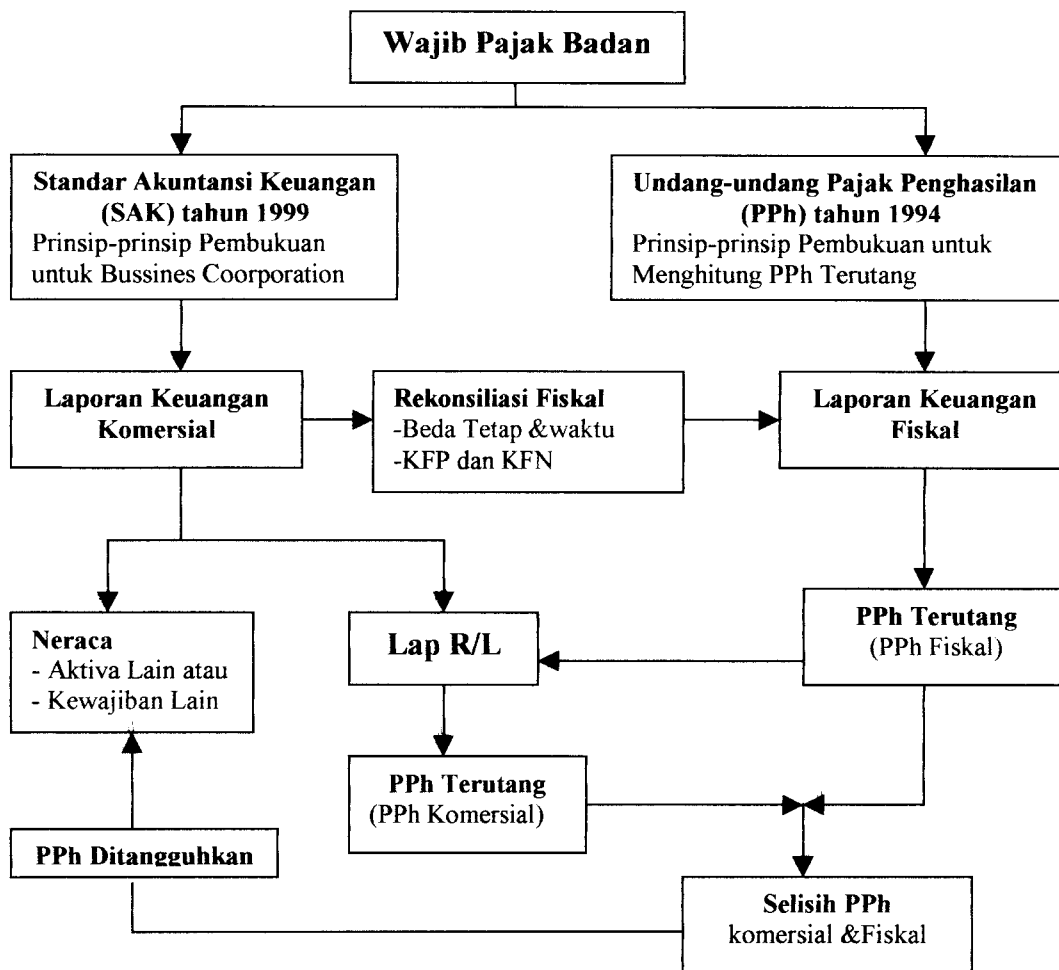 Wajib Pajak Badan
Standar Akuntansi Keuangan
(SAK) tahun 1999
Prinsip-prinsip Pembukuan
untuk Bussines Coorporation
Undang-undang Pajak Penghasilan
(PPh) tahun 1994
Prinsip-prinsip Pembukuan untuk
Menghitung PPh Terutang
Laporan Keuangan
Komersial
Rekonsiliasi Fiskal
-Beda Tetap &waktu
-KFP dan KFN
Laporan Keuangan
Fiskal
Neraca
- Aktiva Lain atau
- Kewajiban Lain
Lap R/L
PPh Terutang
(PPh Fiskal)
PPh Terutang
(PPh Komersial)
PPh Ditangguhkan
Selisih PPh
komersial &Fiskal